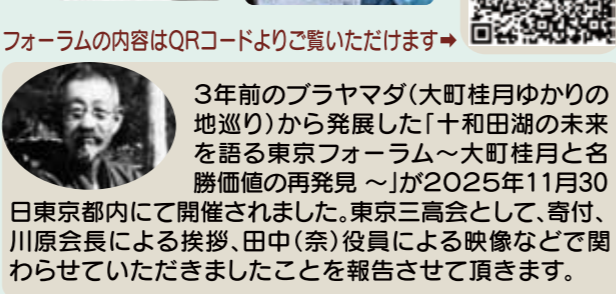 フォーラムの内容はQRコードよりご覧いただけます➡
3年前のブラヤマダ(大町桂月ゆかりの
地巡り)から発展した「十和田湖の未来
を語る東京フォーラム〜大町桂月と名
勝価値の再発見 〜」が2025年11月30
日東京都内にて開催されました。東京三高会として、寄付、
川原会長による挨拶、田中(奈)役員による映像などで関
わらせていただきましたことを報告させて頂きます。